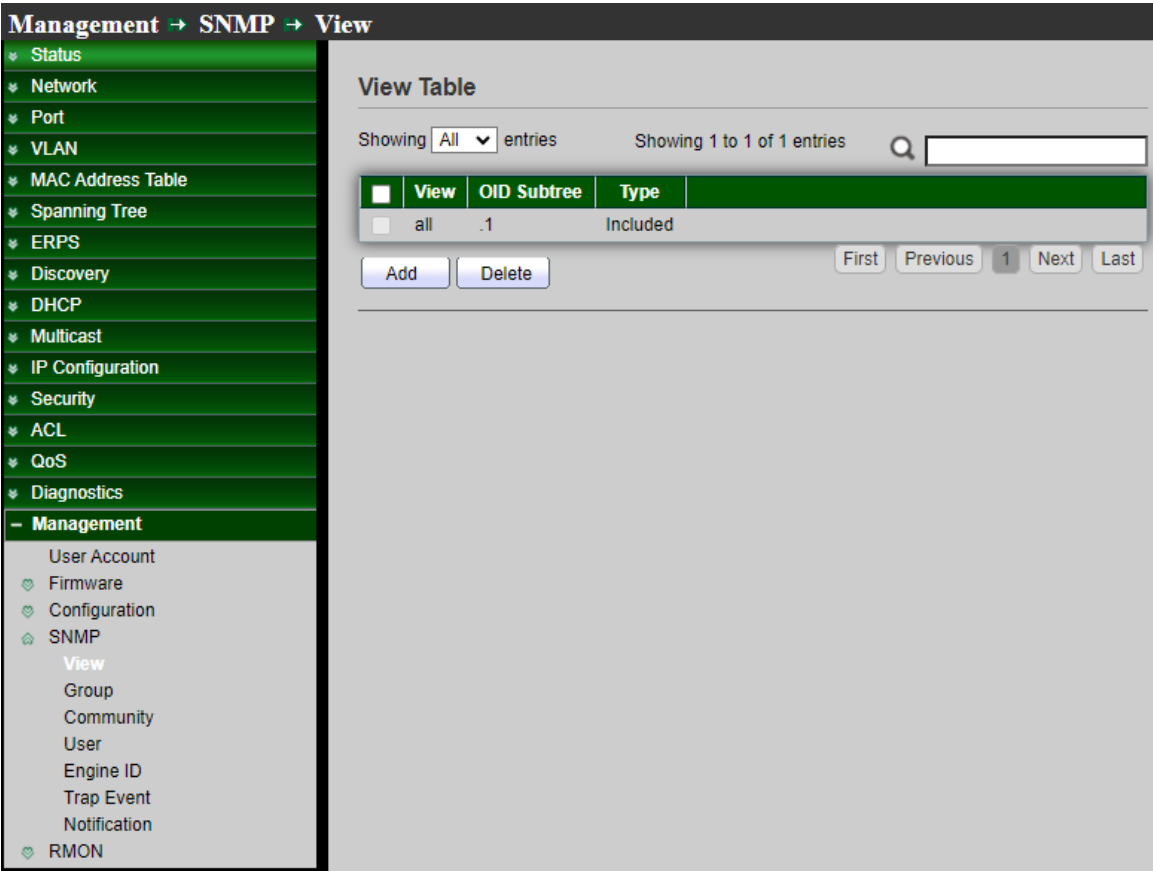 Management → SNMP → View
Status
Network
Port
VLAN
MAC Address Table
Spanning Tree
ERPS
Discovery
DHCP
Multicast
IP Configuration
Security
ACL
QoS
Diagnostics
Management
User Account
Firmware
Configuration
SNMP
View
Group
Community
User
Engine ID
Trap Event
Notification
RMON
View Table
Showing All entries Showing 1 to 1 of 1 entries
View OID Subtree Type
all .1 Included
Add Delete First Previous 1 Next Last